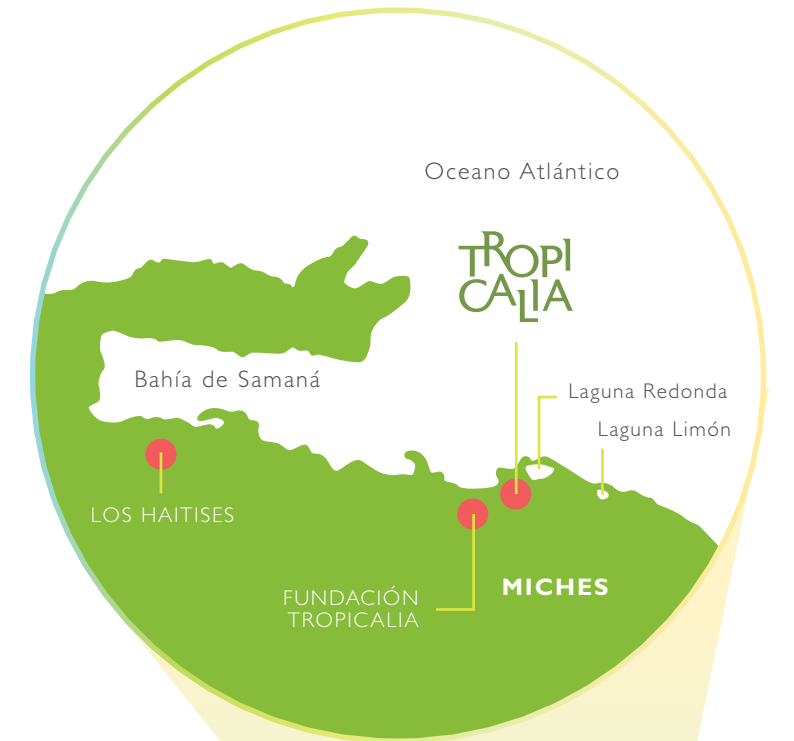 Oceano Atlántico
TROPI
CALIA
Bahía de Samaná
Laguna Redonda
Laguna Limón
LOS HAITISES
FUNDACIÓN
TROPICALIA
MICHES